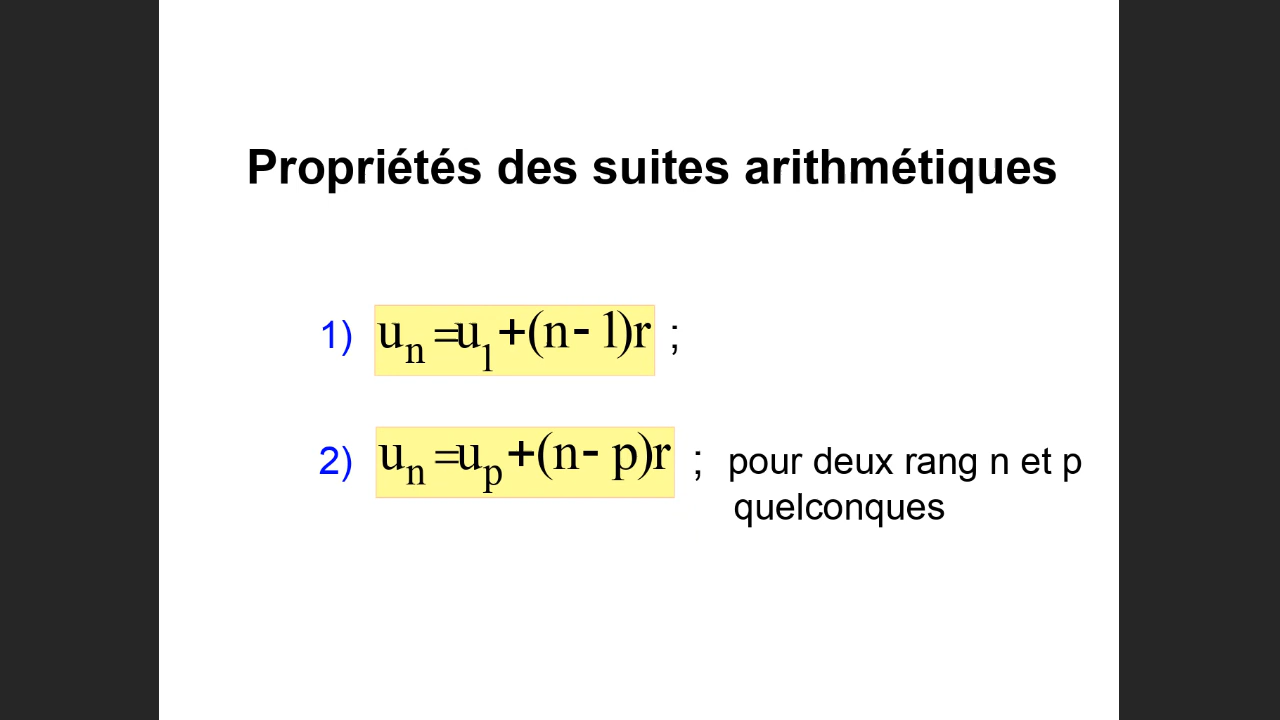 Propriétés des suites arithmétiques
1) uₙ=u₁+(n- 1)r ;
2) uₙ=uₚ+(n- p)r ; pour deux rang n et p
quelconques